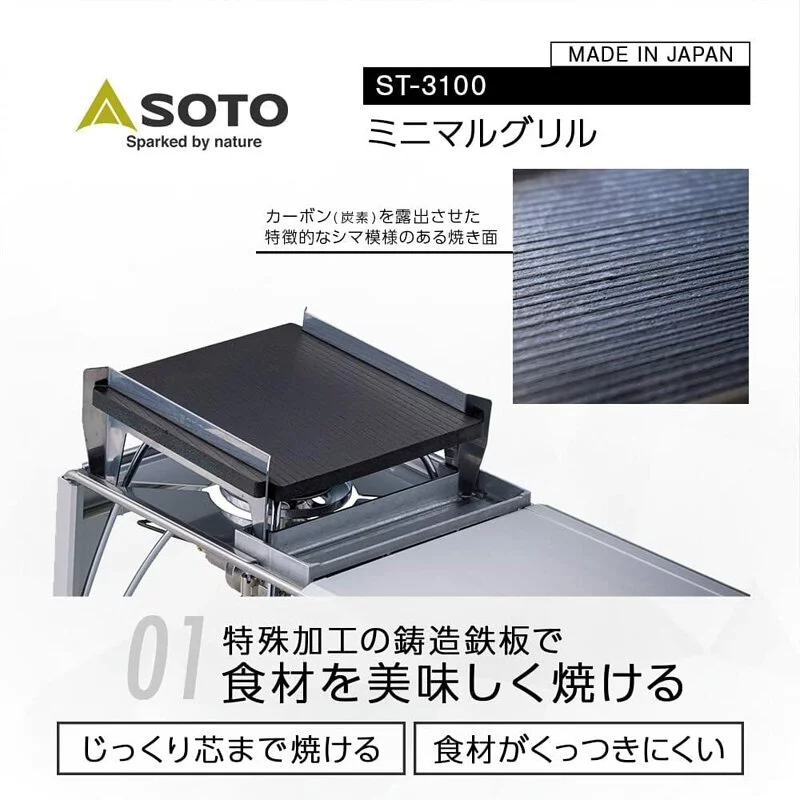 MADE IN JAPAN
ST-3100
SOTO
Sparked by nature
ミニマルグリル
カーボン(炭素)を露出させた
特徴的なシマ模様のある焼き面
01
特殊加工の鋳造鉄板で
食材を美味しく焼ける
じっくり芯まで焼ける
食材がくっつきにくい